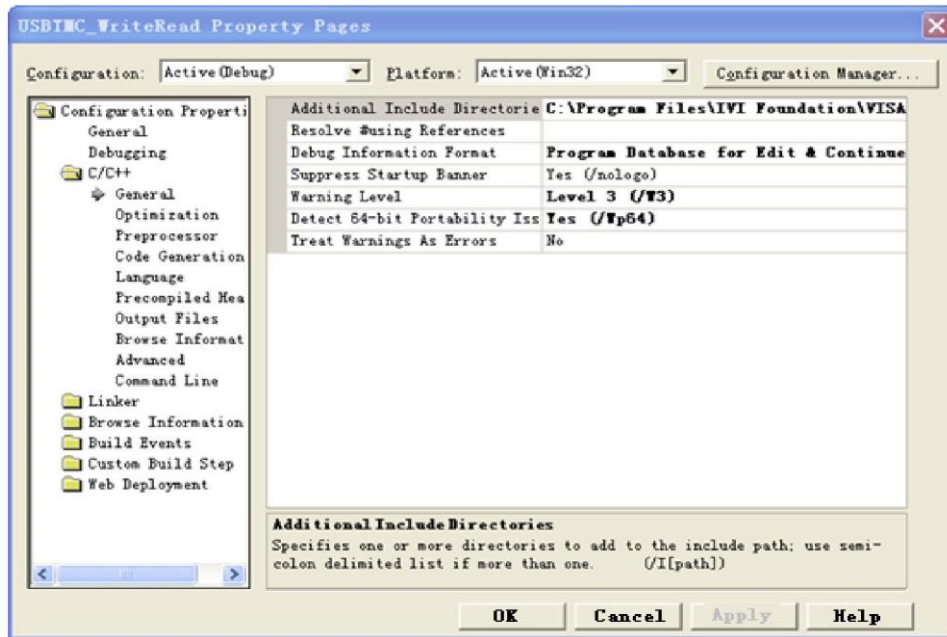 USBTMC_WriteRead Property Pages
Configuration: Active(Debug) Platform: Active(Win32) Configuration Manager...
Configuration Properti
General
Debugging
C/C++
General
Optimization
Preprocessor
Code Generation
Language
Precompiled Hea
Output Files
Browse Informat
Advanced
Command Line
Linker
Browse Information
Build Events
Custom Build Step
Web Deployment
Additional Include Directorie C:\Program Files\IVI Foundation\VISA
Resolve #using References
Debug Information Format Program Database for Edit & Continue
Suppress Startup Banner Yes (/nologo)
Warning Level Level 3 (/W3)
Detect 64-bit Portability Iss Yes (/Wp64)
Treat Warnings As Errors No
Additional Include Directories
Specifies one or more directories to add to the include path; use semi-
colon delimited list if more than one. (/I[path])
OK Cancel Apply Help